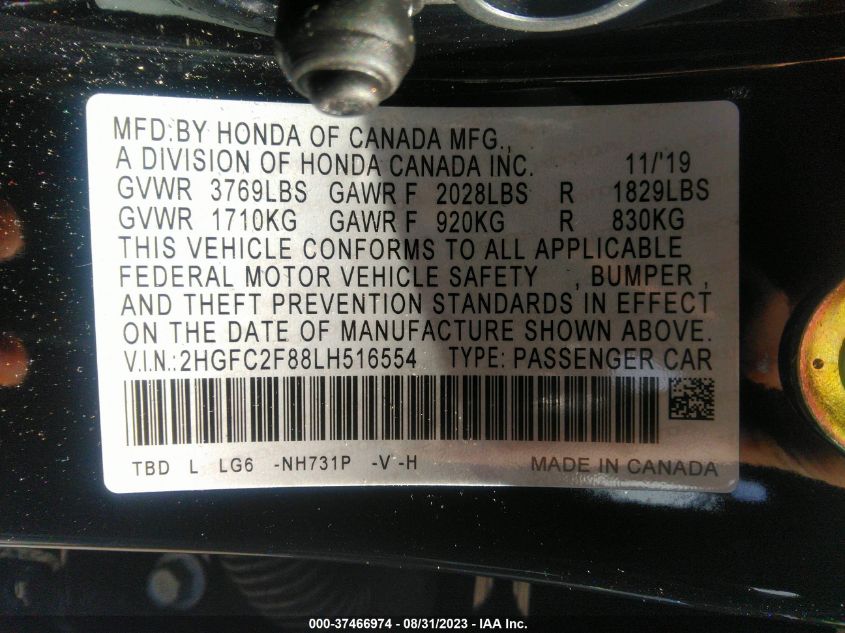 MFD.BY HONDA OF CANADA MFG.,
A DIVISION OF HONDA CANADA INC. 11/'19
GVWR 3769LBS GAWR F 2028LBS R 1829LBS
GVWR 1710KG GAWR F 920KG R 830KG
THIS VEHICLE CONFORMS TO ALL APPLICABLE
FEDERAL MOTOR VEHICLE SAFETY , BUMPER ,
AND THEFT PREVENTION STANDARDS IN EFFECT
ON THE DATE OF MANUFACTURE SHOWN ABOVE.
V.I.N.: 2HGFC2F88LH516554 TYPE: PASSENGER CAR
TBD L LG6 -NH731P -V -H MADE IN CANADA
000-37466974 - 08/31/2023 - IAA Inc.